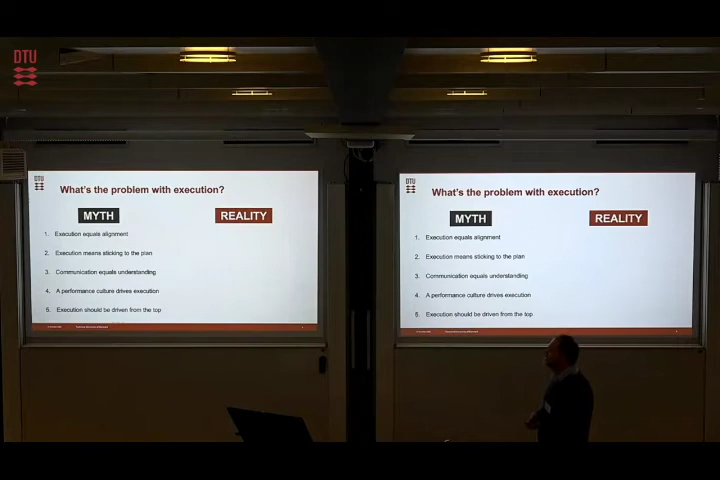 DTU
DTU
What's the problem with execution?
MYTH
REALITY
1. Execution equals alignment
2. Execution means sticking to the plan
3. Communication equals understanding
4. A performance culture drives execution
5. Execution should be driven from the top
DTU
What's the problem with execution?
MYTH
REALITY
1. Execution equals alignment
2. Execution means sticking to the plan
3. Communication equals understanding
4. A performance culture drives execution
5. Execution should be driven from the top